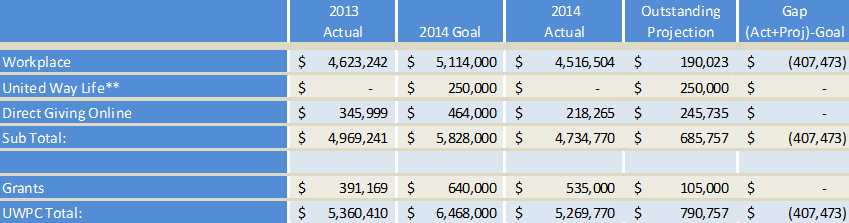 2013 Actual 2014 Goal 2014 Actual Outstanding Projection Gap (Act+Proj)-Goal
Workplace $ 4,623,242 $ 5,114,000 $ 4,516,504 $ 190,023 $ (407,473)
United Way Life** $ - $ 250,000 $ - $ 250,000 $ -
Direct Giving Online $ 345,999 $ 464,000 $ 218,265 $ 245,735 $ -
Sub Total: $ 4,969,241 $ 5,828,000 $ 4,734,770 $ 685,757 $ (407,473)
Grants $ 391,169 $ 640,000 $ 535,000 $ 105,000 $ -
UWPC Total: $ 5,360,410 $ 6,468,000 $ 5,269,770 $ 790,757 $ (407,473)